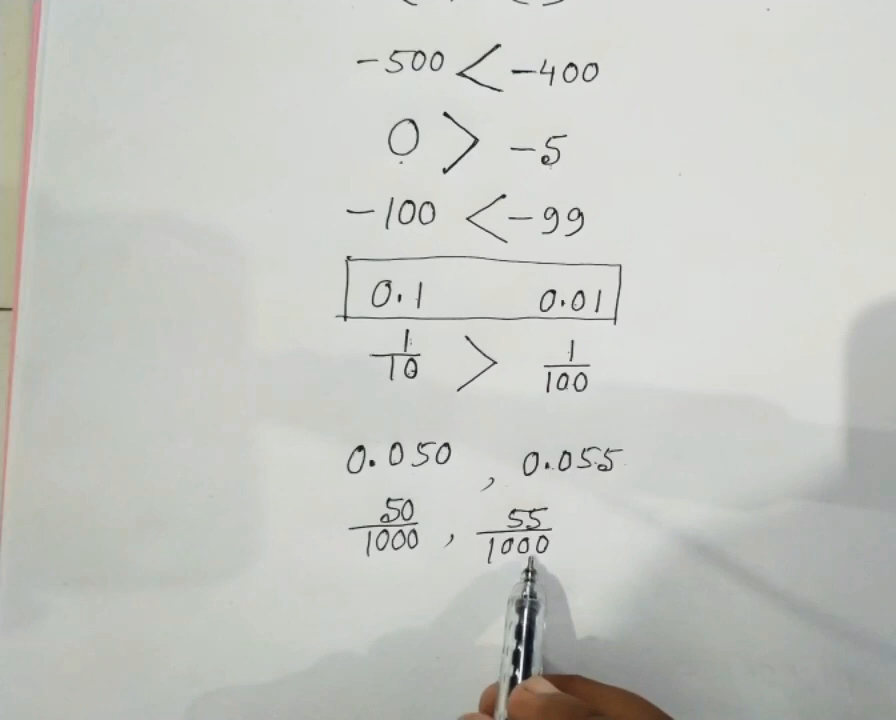 -500 < -400
0 > -5
-100 < -99
0.1 0.01
1/10 > 1/100
0.050 , 0.055
50/1000 , 55/1000